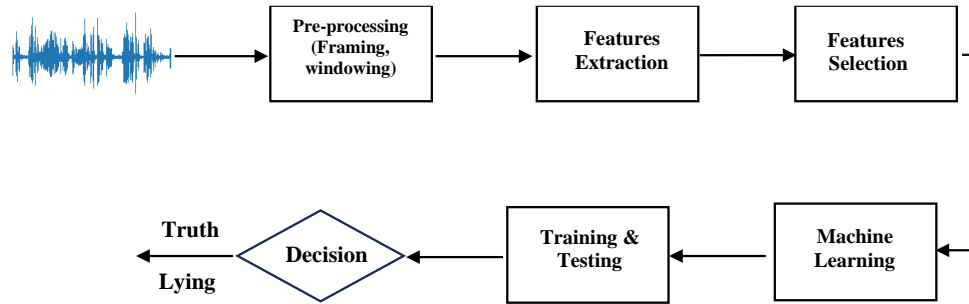 Pre-processing
(Framing,
windowing)
Features
Extraction
Features
Selection
Truth
Lying
Decision
Training &
Testing
Machine
Learning